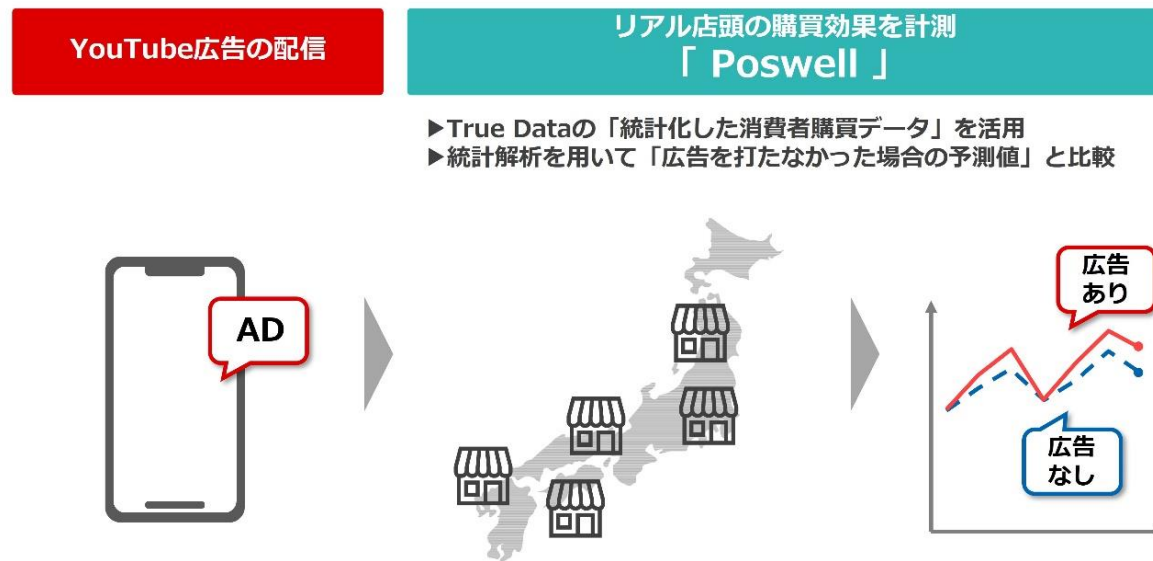 YouTube広告の配信
リアル店頭の購買効果を計測
「 Poswell 」
▶True Dataの「統計化した消費者購買データ」を活用
▶統計解析を用いて「広告を打たなかった場合の予測値」と比較
AD
広告
あり
広告
なし